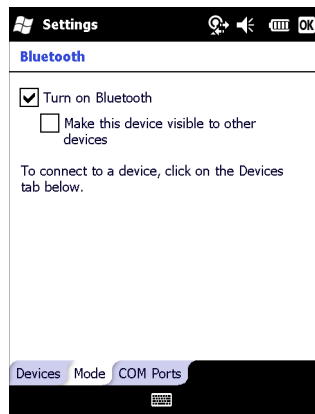 Settings
OK
Bluetooth
Turn on Bluetooth
Make this device visible to other
devices
To connect to a device, click on the Devices
tab below.
Devices Mode COM Ports